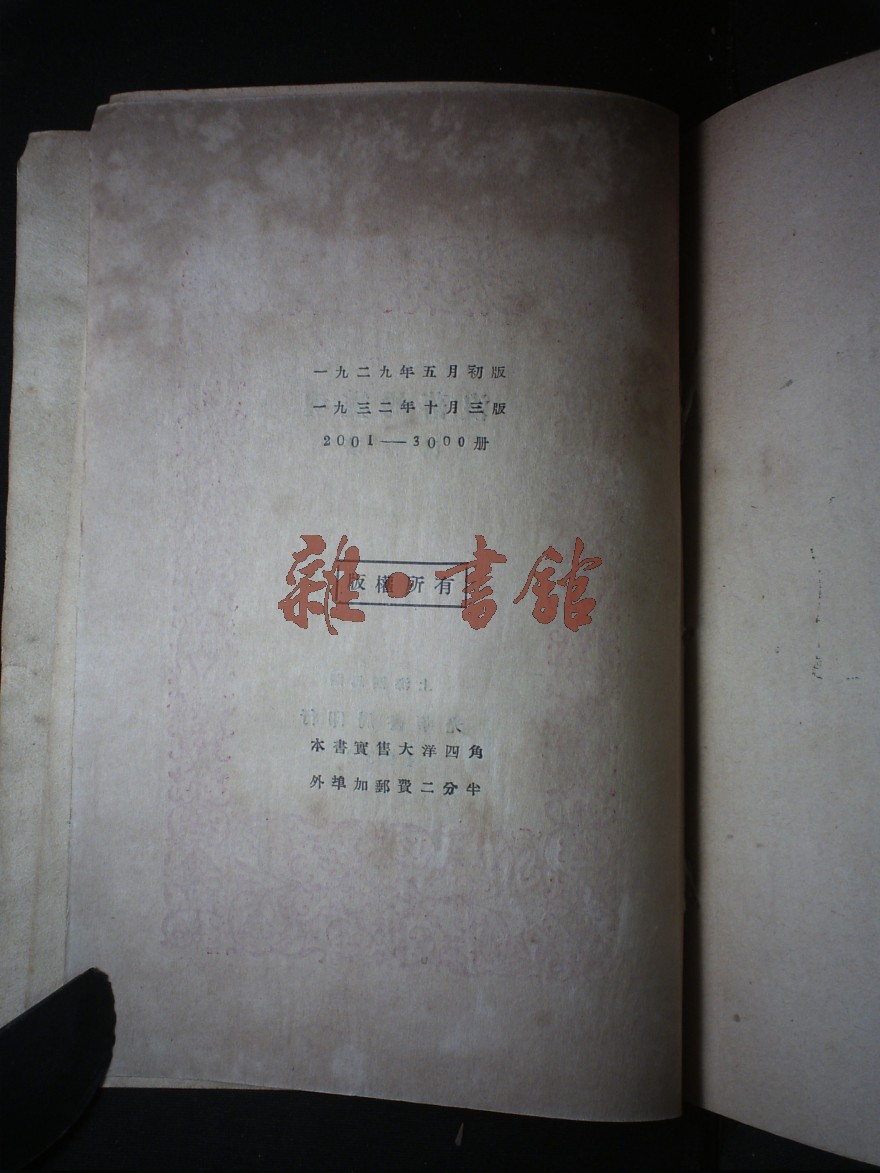 一九二九年五月初版
一九三二年十月三版
2001——3000册
版權所有
雜·書館
本書實售大洋四角
外埠加郵費二分半